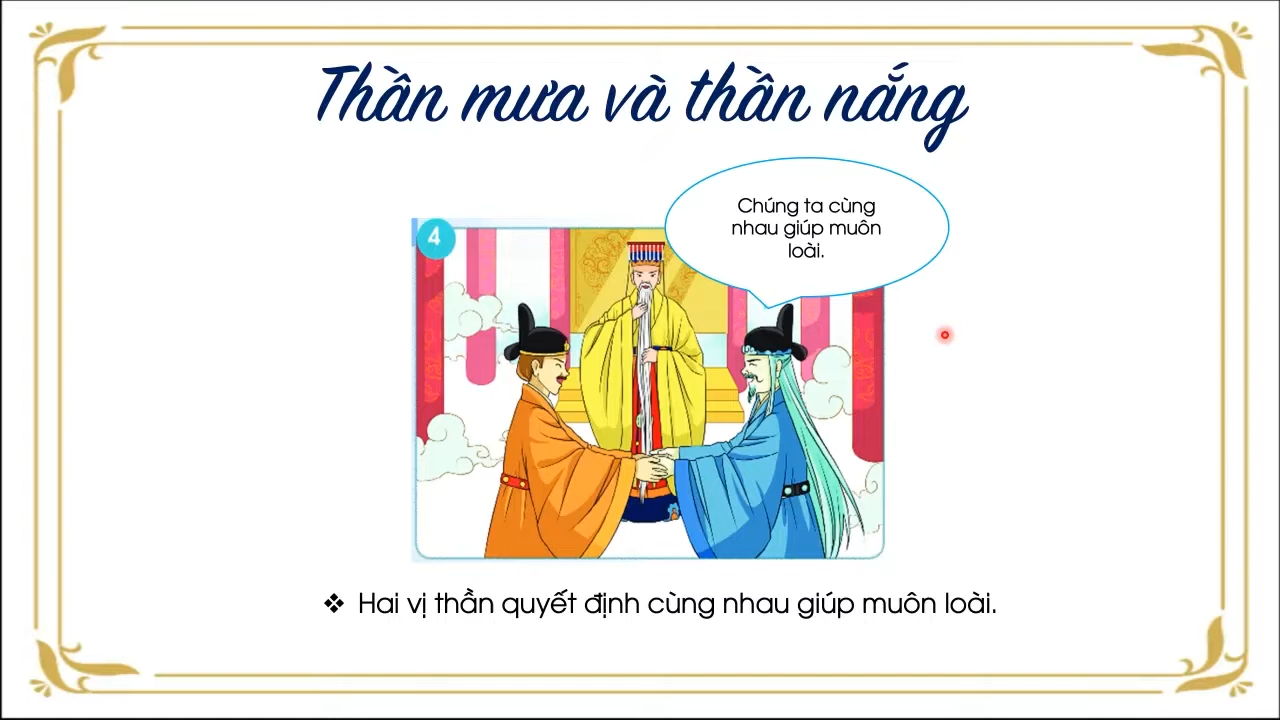 Thần mưa và thần nắng
Chúng ta cùng
nhau giúp muôn
loài.
4
❖ Hai vị thần quyết định cùng nhau giúp muôn loài.